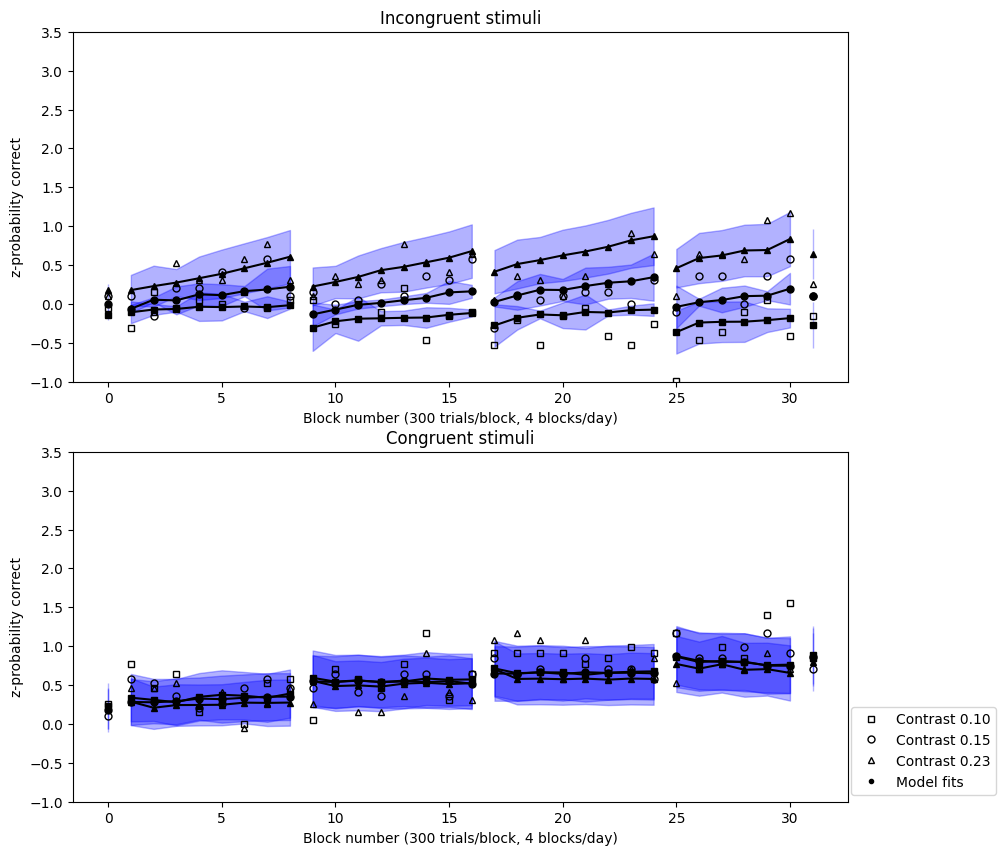 Incongruent stimuli
3.5
3.0
2.5
2.0
1.5
1.0
0.5
0.0
−0.5
−1.0
z-probability correct
0 5 10 15 20 25 30
Block number (300 trials/block, 4 blocks/day)
Congruent stimuli
3.5
3.0
2.5
2.0
1.5
1.0
0.5
0.0
−0.5
−1.0
z-probability correct
0 5 10 15 20 25 30
Block number (300 trials/block, 4 blocks/day)
Contrast 0.10
Contrast 0.15
Contrast 0.23
Model fits